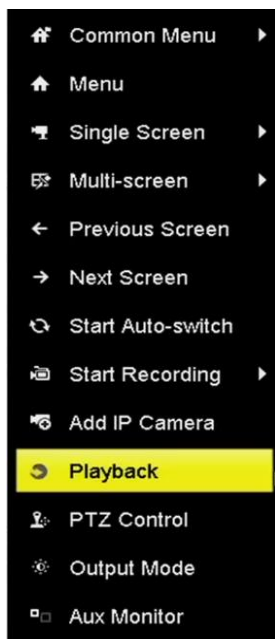 Common Menu
Menu
Single Screen
Multi-screen
Previous Screen
Next Screen
Start Auto-switch
Start Recording
Add IP Camera
Playback
PTZ Control
Output Mode
Aux Monitor